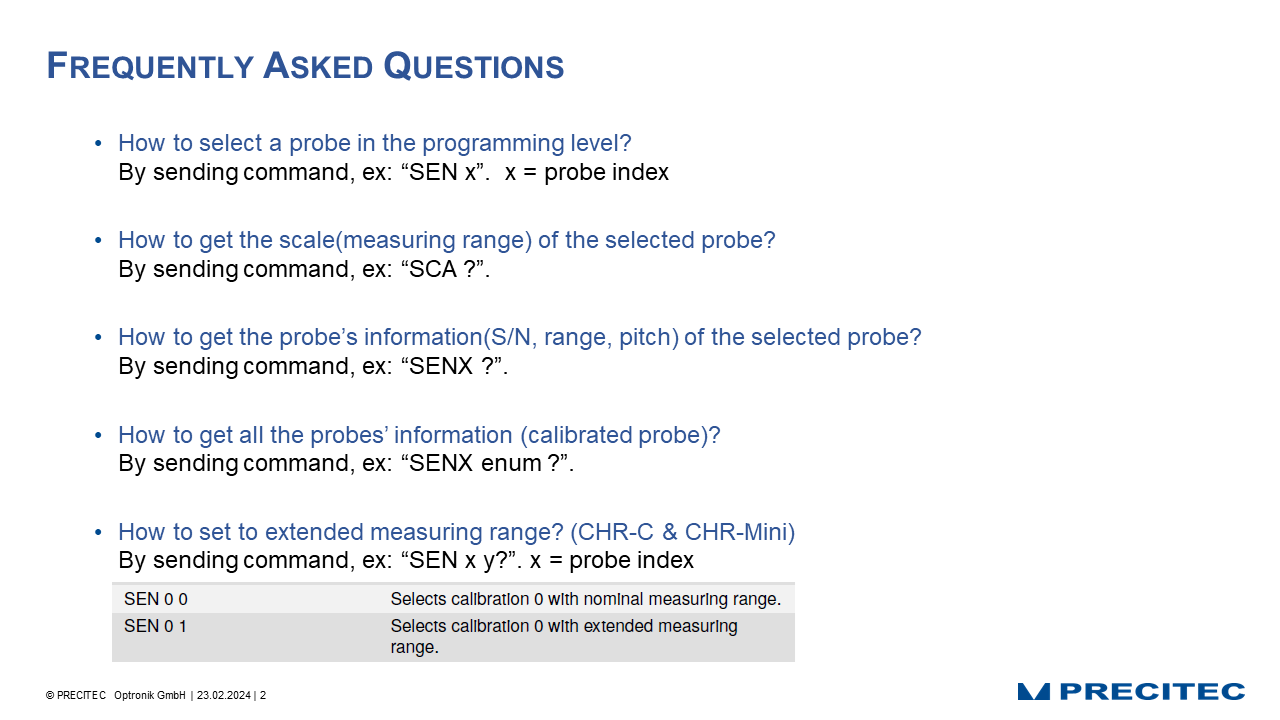 FREQUENTLY ASKED QUESTIONS
• How to select a probe in the programming level?
By sending command, ex: “SEN x”.  x = probe index
• How to get the scale(measuring range) of the selected probe?
By sending command, ex: “SCA ?”.
• How to get the probe’s information(S/N, range, pitch) of the selected probe?
By sending command, ex: “SENX ?”.
• How to get all the probes’ information (calibrated probe)?
By sending command, ex: “SENX enum ?”.
• How to set to extended measuring range? (CHR-C & CHR-Mini)
By sending command, ex: “SEN x y?”. x = probe index
SEN 0 0 Selects calibration 0 with nominal measuring range.
SEN 0 1 Selects calibration 0 with extended measuring
range.
© PRECITEC Optronik GmbH | 23.02.2024 | 2
PRECITEC